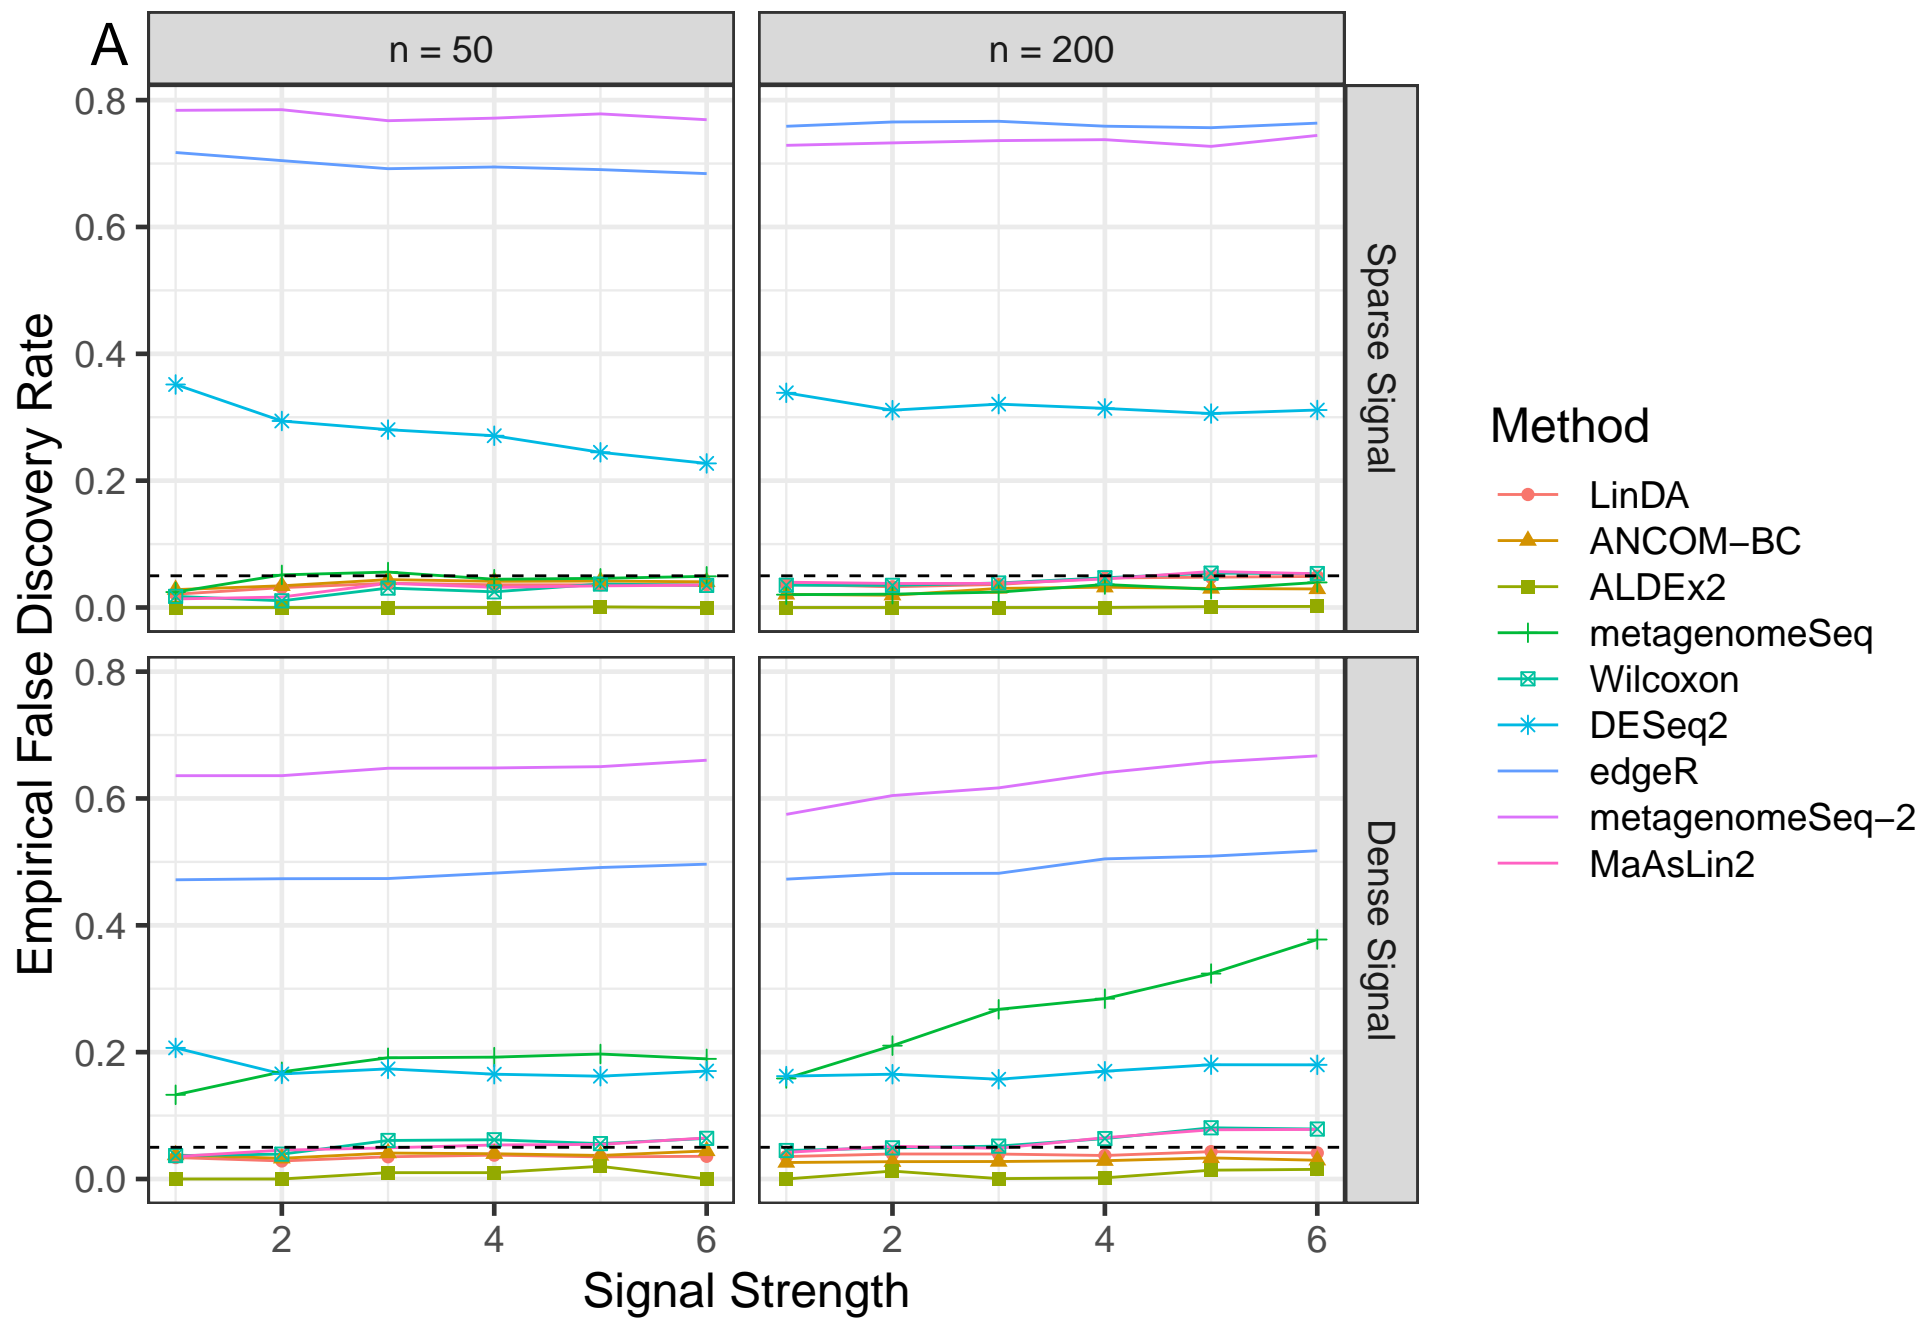 A
n = 50
n = 200
Empirical False Discovery Rate
0.8
0.6
0.4
0.2
0.0
Sparse Signal
0.8
0.6
0.4
0.2
0.0
Dense Signal
2
4
6
2
4
6
Signal Strength
Method
LinDA
ANCOM−BC
ALDEx2
metagenomeSeq
Wilcoxon
DESeq2
edgeR
metagenomeSeq−2
MaAsLin2